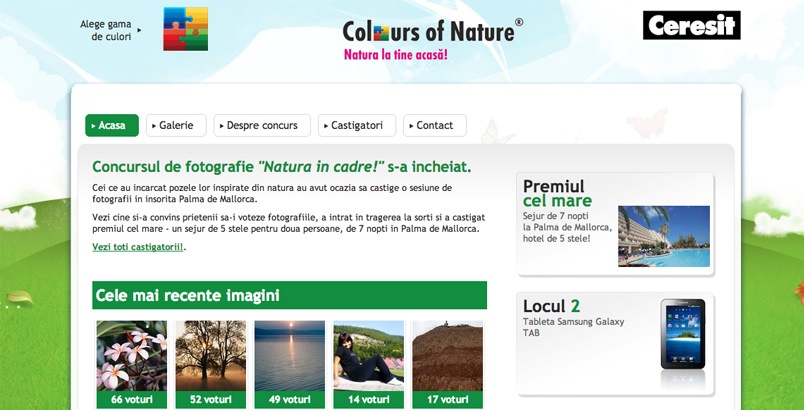 Alege gama
de culori
Colours of Nature®
Natura la tine acasă!
Ceresit
Acasa
Galerie
Despre concurs
Castigatori
Contact
Concursul de fotografie "Natura in cadre!" s-a incheiat.
Cei ce au incarcat pozele lor inspirate din natura au avut ocazia sa castige o sesiune de
fotografii in insorita Palma de Mallorca.
Vezi cine si-a convins prietenii sa-i voteze fotografiile, a intrat in tragerea la sorti si a castigat
premiul cel mare - un sejur de 5 stele pentru doua persoane, de 7 nopti in Palma de Mallorca.
Vezi toti castigatorii!.
Cele mai recente imagini
66 voturi
52 voturi
49 voturi
14 voturi
17 voturi
Premiul
cel mare
Sejur de 7 nopti
la Palma de Mallorca,
hotel de 5 stele!
Locul 2
Tableta Samsung Galaxy
TAB